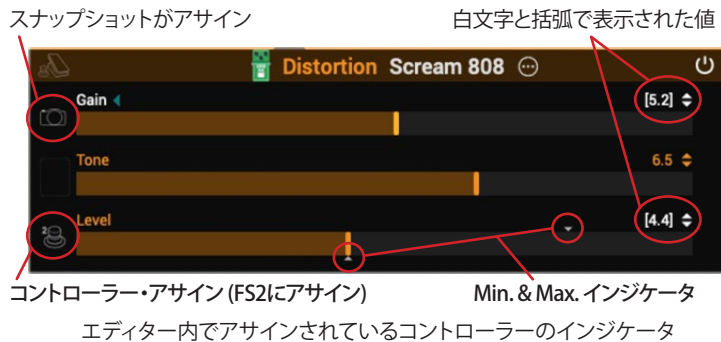 スナップショットがアサイン
白文字と括弧で表示された値
Distortion Scream 808
Gain
[5.2]
Tone
6.5
2
Level
[4.4]
コントローラー・アサイン (FS2にアサイン)
Min. & Max. インジケータ
エディター内でアサインされているコントローラーのインジケータ